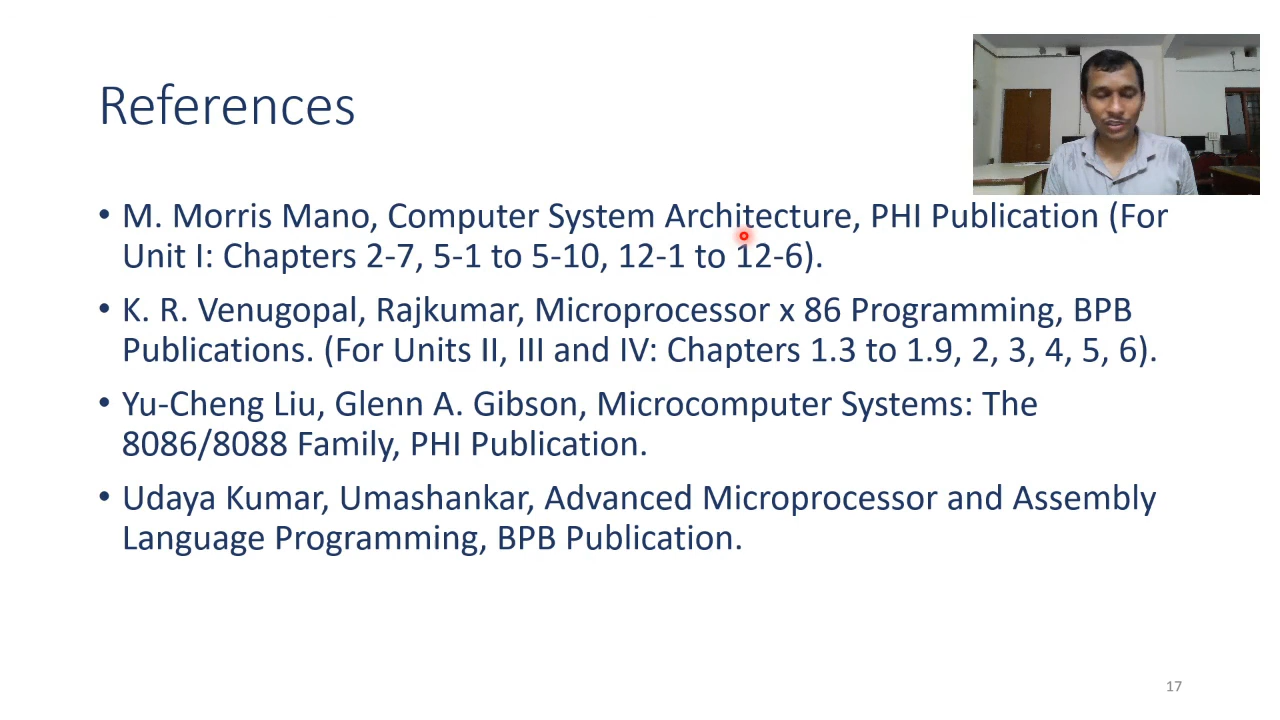 References
• M. Morris Mano, Computer System Architecture, PHI Publication (For
Unit I: Chapters 2-7, 5-1 to 5-10, 12-1 to 12-6).
• K. R. Venugopal, Rajkumar, Microprocessor x 86 Programming, BPB
Publications. (For Units II, III and IV: Chapters 1.3 to 1.9, 2, 3, 4, 5, 6).
• Yu-Cheng Liu, Glenn A. Gibson, Microcomputer Systems: The
8086/8088 Family, PHI Publication.
• Udaya Kumar, Umashankar, Advanced Microprocessor and Assembly
Language Programming, BPB Publication.
17